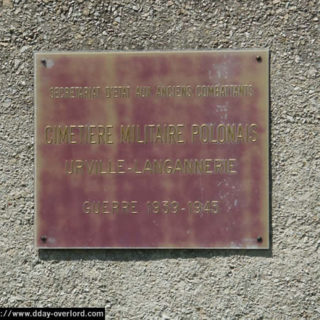 SECRETARIAT D'ETAT AUX ANCIENS COMBATTANTS
CIMETIERE MILITAIRE POLONAIS
URVILLE-LANGANNERIE
GUERRE 1939-1945
://www.dday-overlord.com/